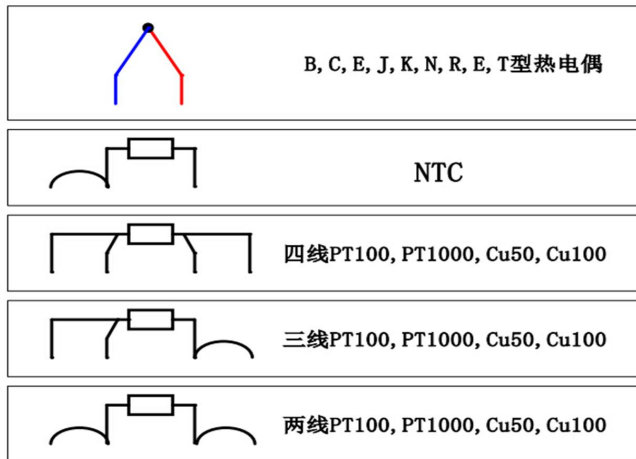 B, C, E, J, K, N, R, E, T型热电偶
NTC
四线PT100, PT1000, Cu50, Cu100
三线PT100, PT1000, Cu50, Cu100
两线PT100, PT1000, Cu50, Cu100